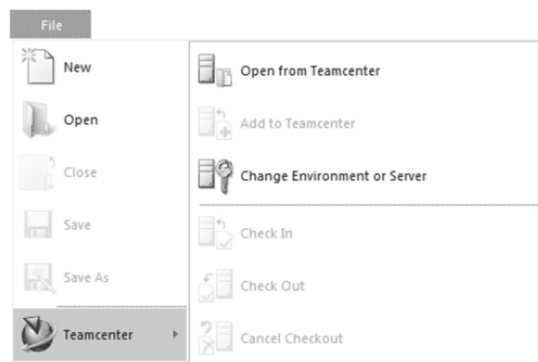 File
New
Open
Close
Save
Save As
Teamcenter
Open from Teamcenter
Add to Teamcenter
Change Environment or Server
Check In
Check Out
Cancel Checkout